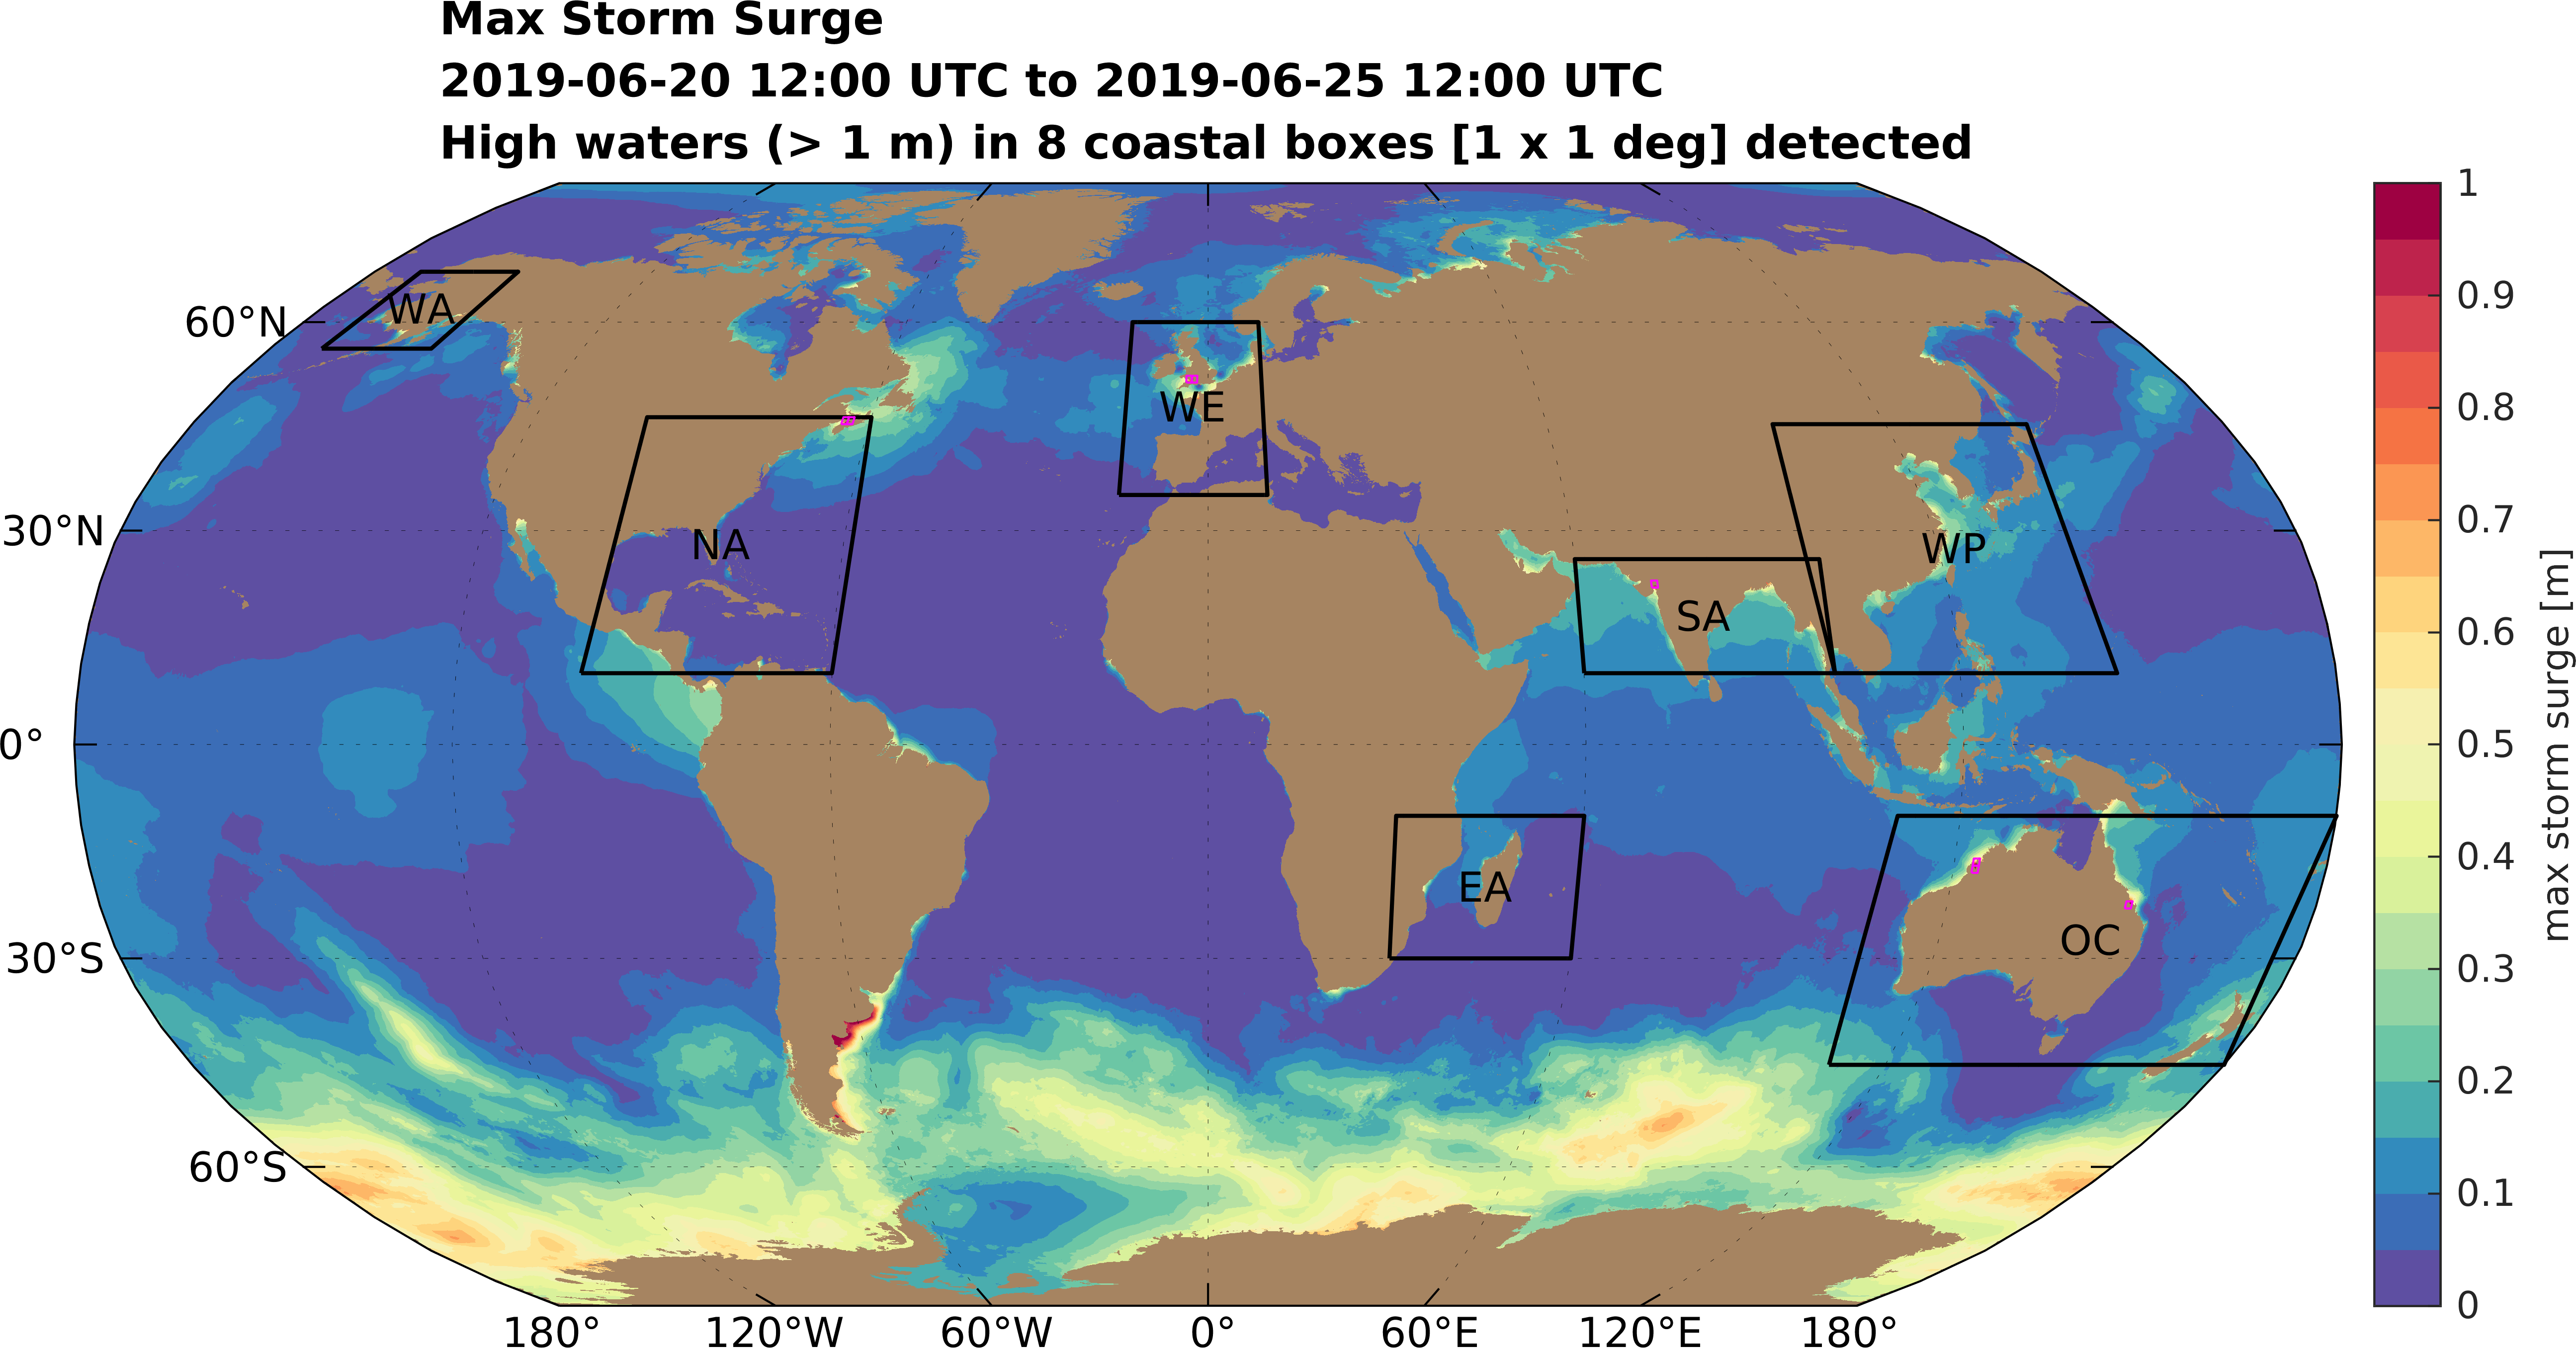 Max Storm Surge
2019-06-20 12:00 UTC to 2019-06-25 12:00 UTC
High waters (> 1 m) in 8 coastal boxes [1 x 1 deg] detected
60°N
30°N
0°
30°S
60°S
WA
NA
WE
SA
WP
EA
OC
180°
120°W
60°W
0°
60°E
120°E
180°
1
0.9
0.8
0.7
0.6
0.5
0.4
0.3
0.2
0.1
0
max storm surge [m]